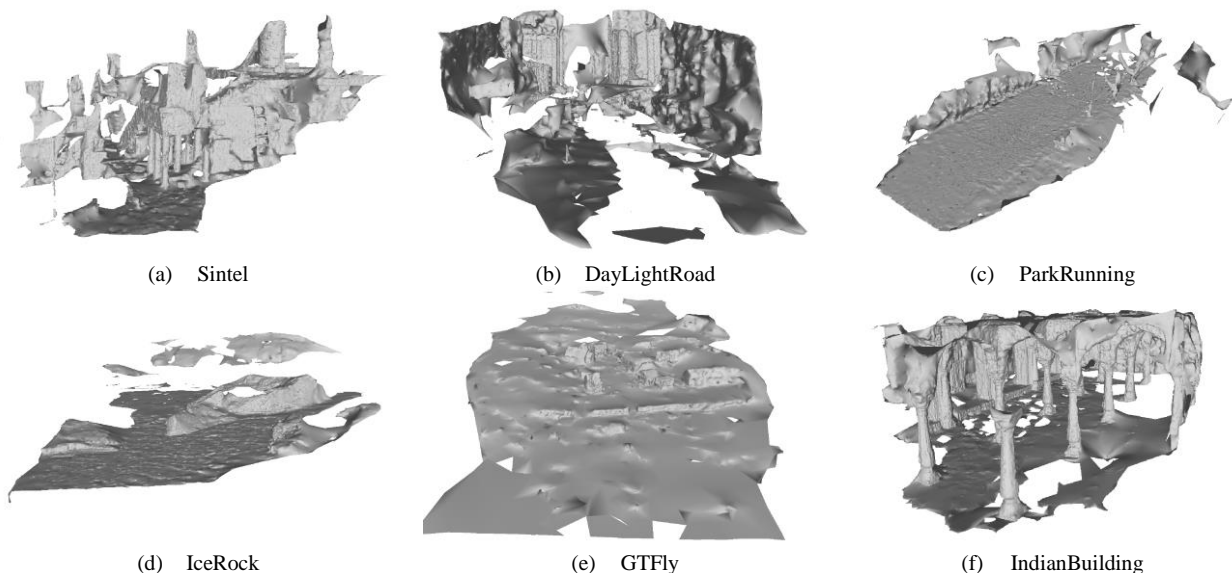 (a) Sintel
(b) DayLightRoad
(c) ParkRunning
(d) IceRock
(e) GTFly
(f) IndianBuilding